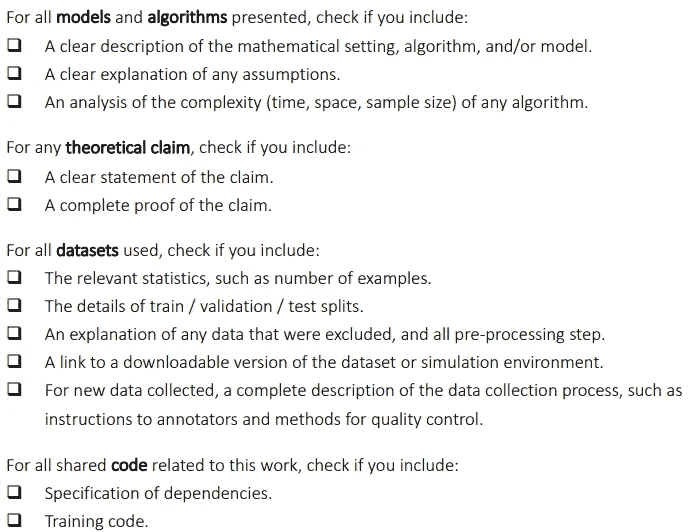 For all models and algorithms presented, check if you include:
❑ A clear description of the mathematical setting, algorithm, and/or model.
❑ A clear explanation of any assumptions.
❑ An analysis of the complexity (time, space, sample size) of any algorithm.
For any theoretical claim, check if you include:
❑ A clear statement of the claim.
❑ A complete proof of the claim.
For all datasets used, check if you include:
❑ The relevant statistics, such as number of examples.
❑ The details of train / validation / test splits.
❑ An explanation of any data that were excluded, and all pre-processing step.
❑ A link to a downloadable version of the dataset or simulation environment.
❑ For new data collected, a complete description of the data collection process, such as
instructions to annotators and methods for quality control.
For all shared code related to this work, check if you include:
❑ Specification of dependencies.
❑ Training code.